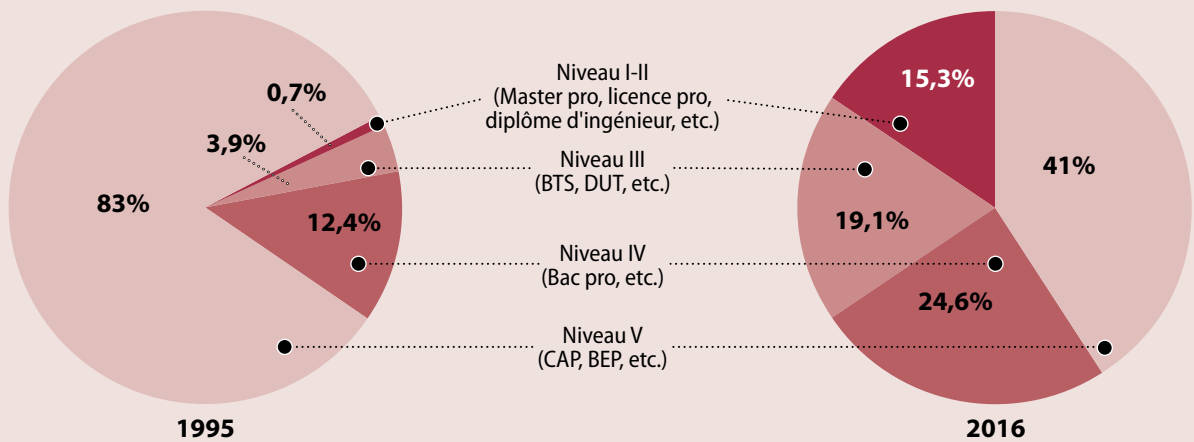 0,7%
3,9%
83%
12,4%
1995
Niveau I-II
(Master pro, licence pro,
diplôme d'ingénieur, etc.)
Niveau III
(BTS, DUT, etc.)
Niveau IV
(Bac pro, etc.)
Niveau V
(CAP, BEP, etc.)
15,3%
41%
19,1%
24,6%
2016